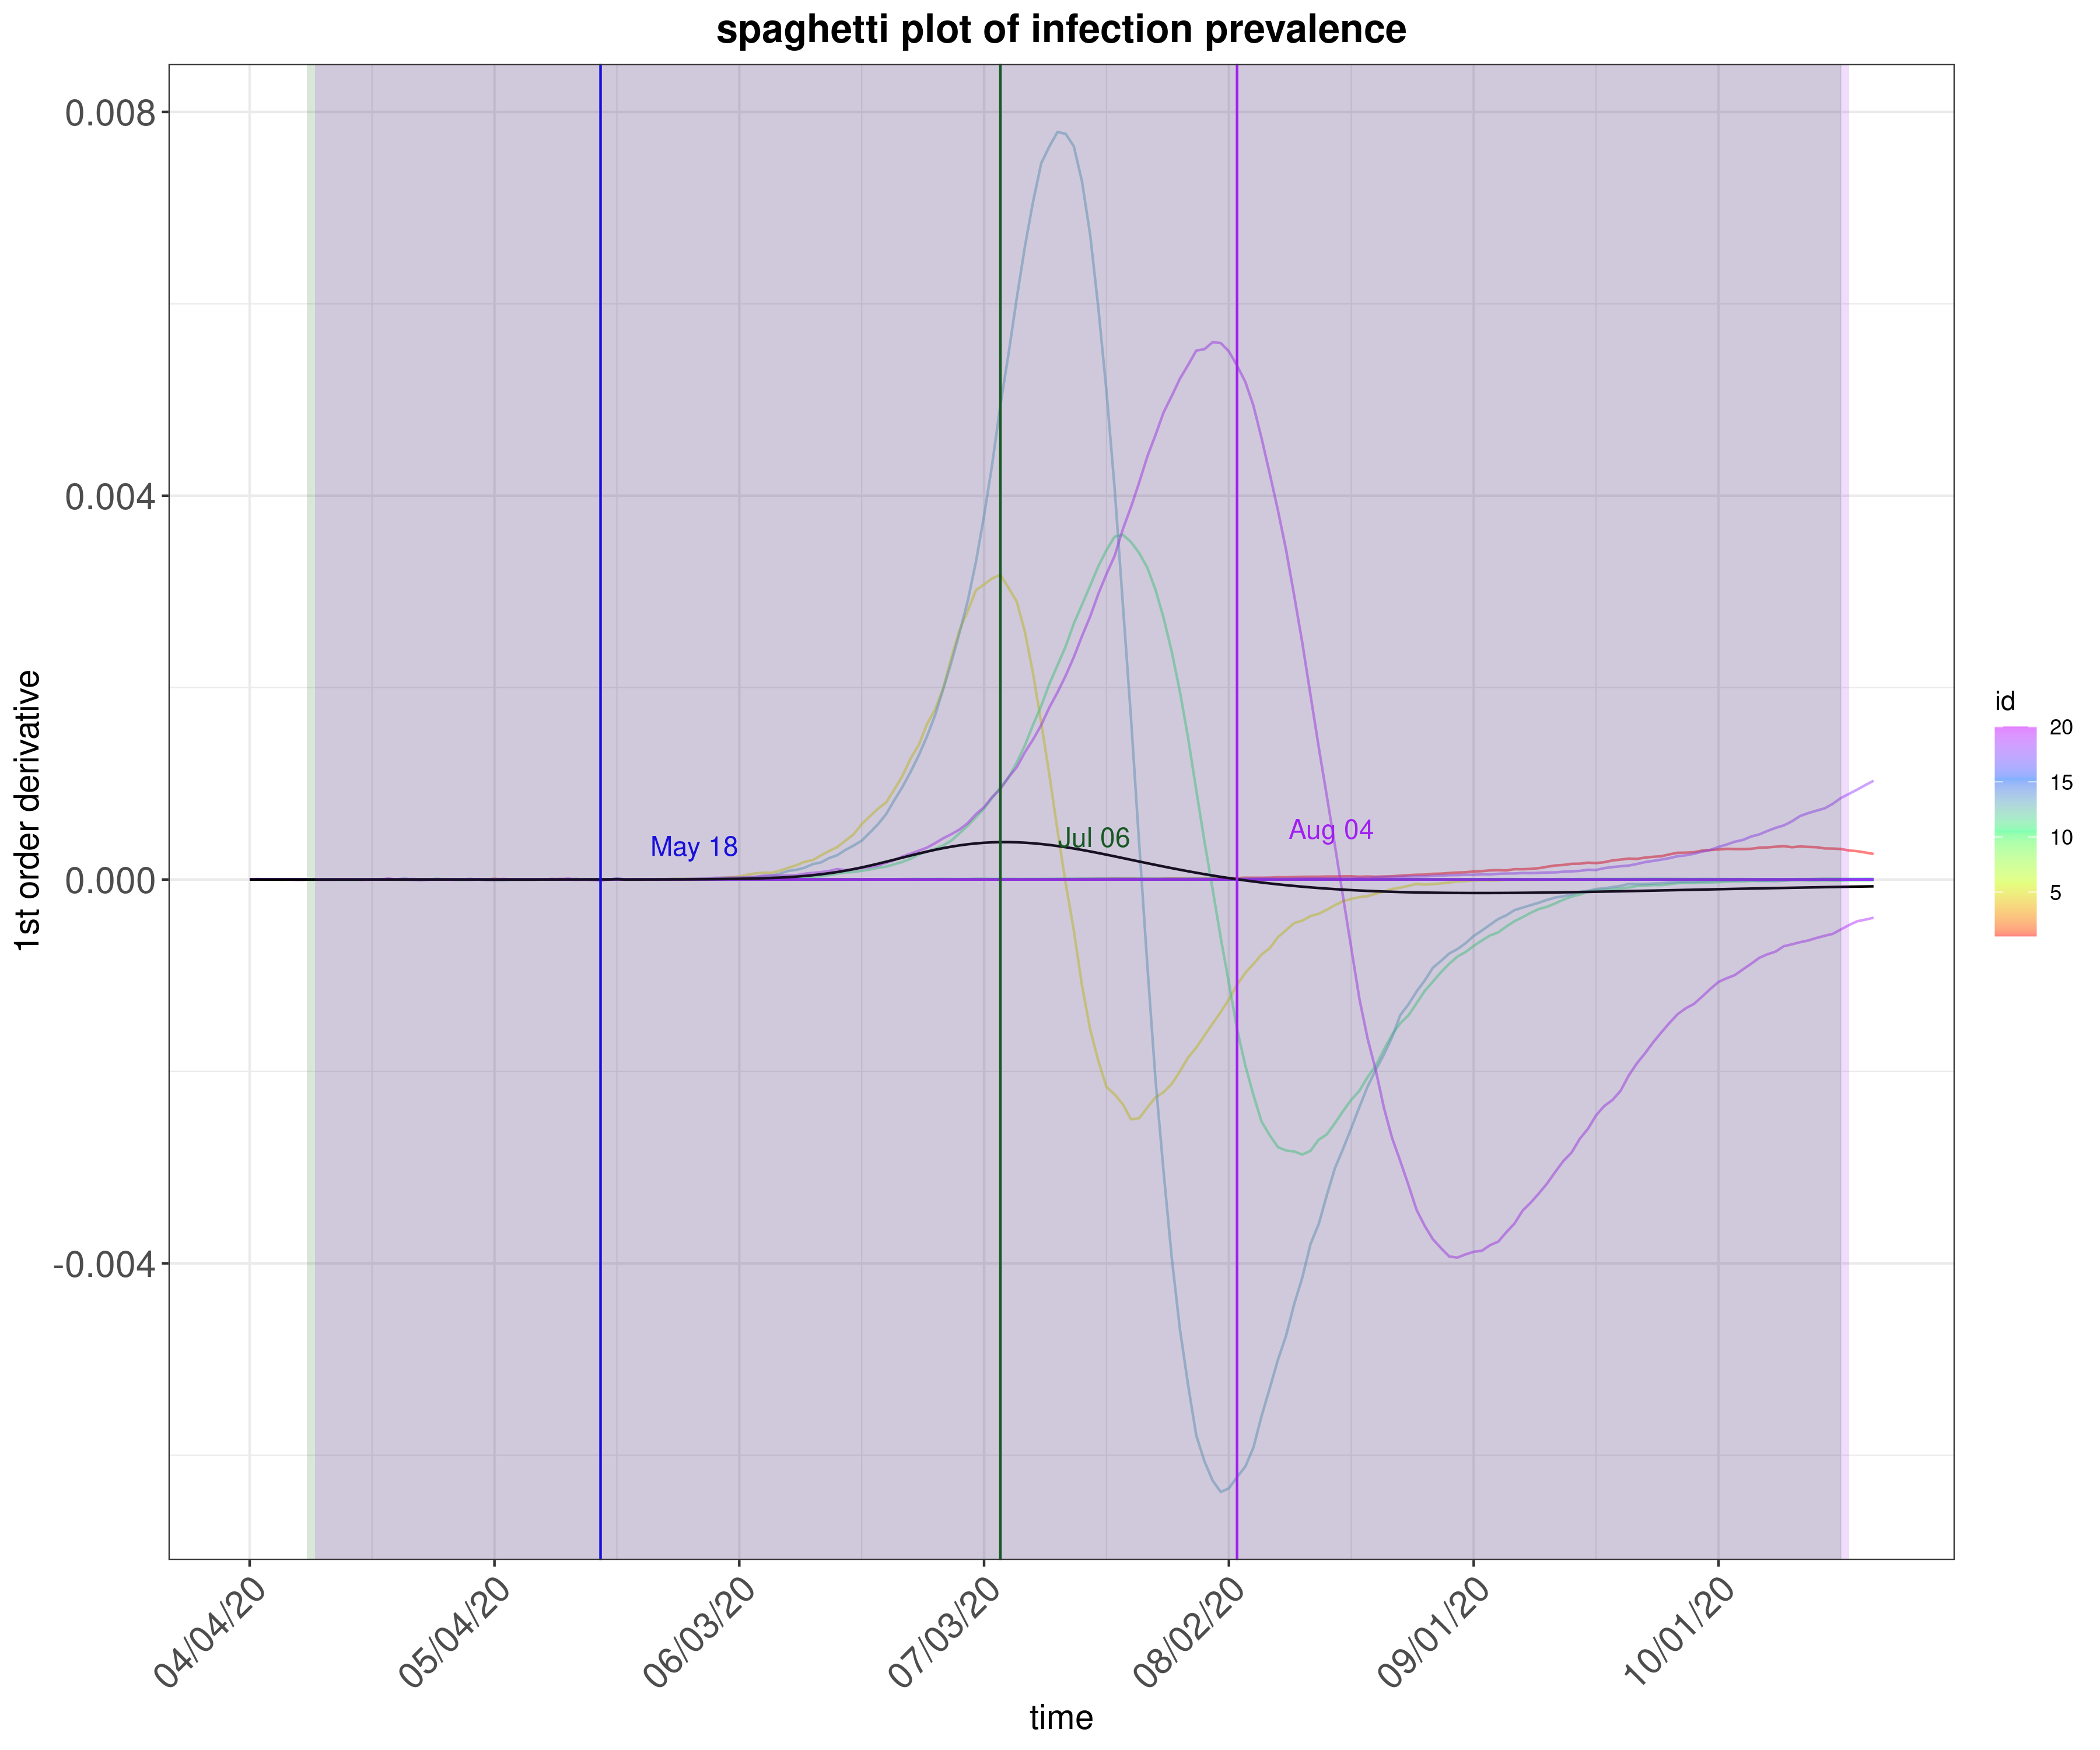 spaghetti plot of infection prevalence
0.008
0.004
0.000
-0.004
1st order derivative
May 18
Jul 06
Aug 04
id
20
15
10
5
04/04/20
05/04/20
06/03/20
07/03/20
08/02/20
09/01/20
10/01/20
time